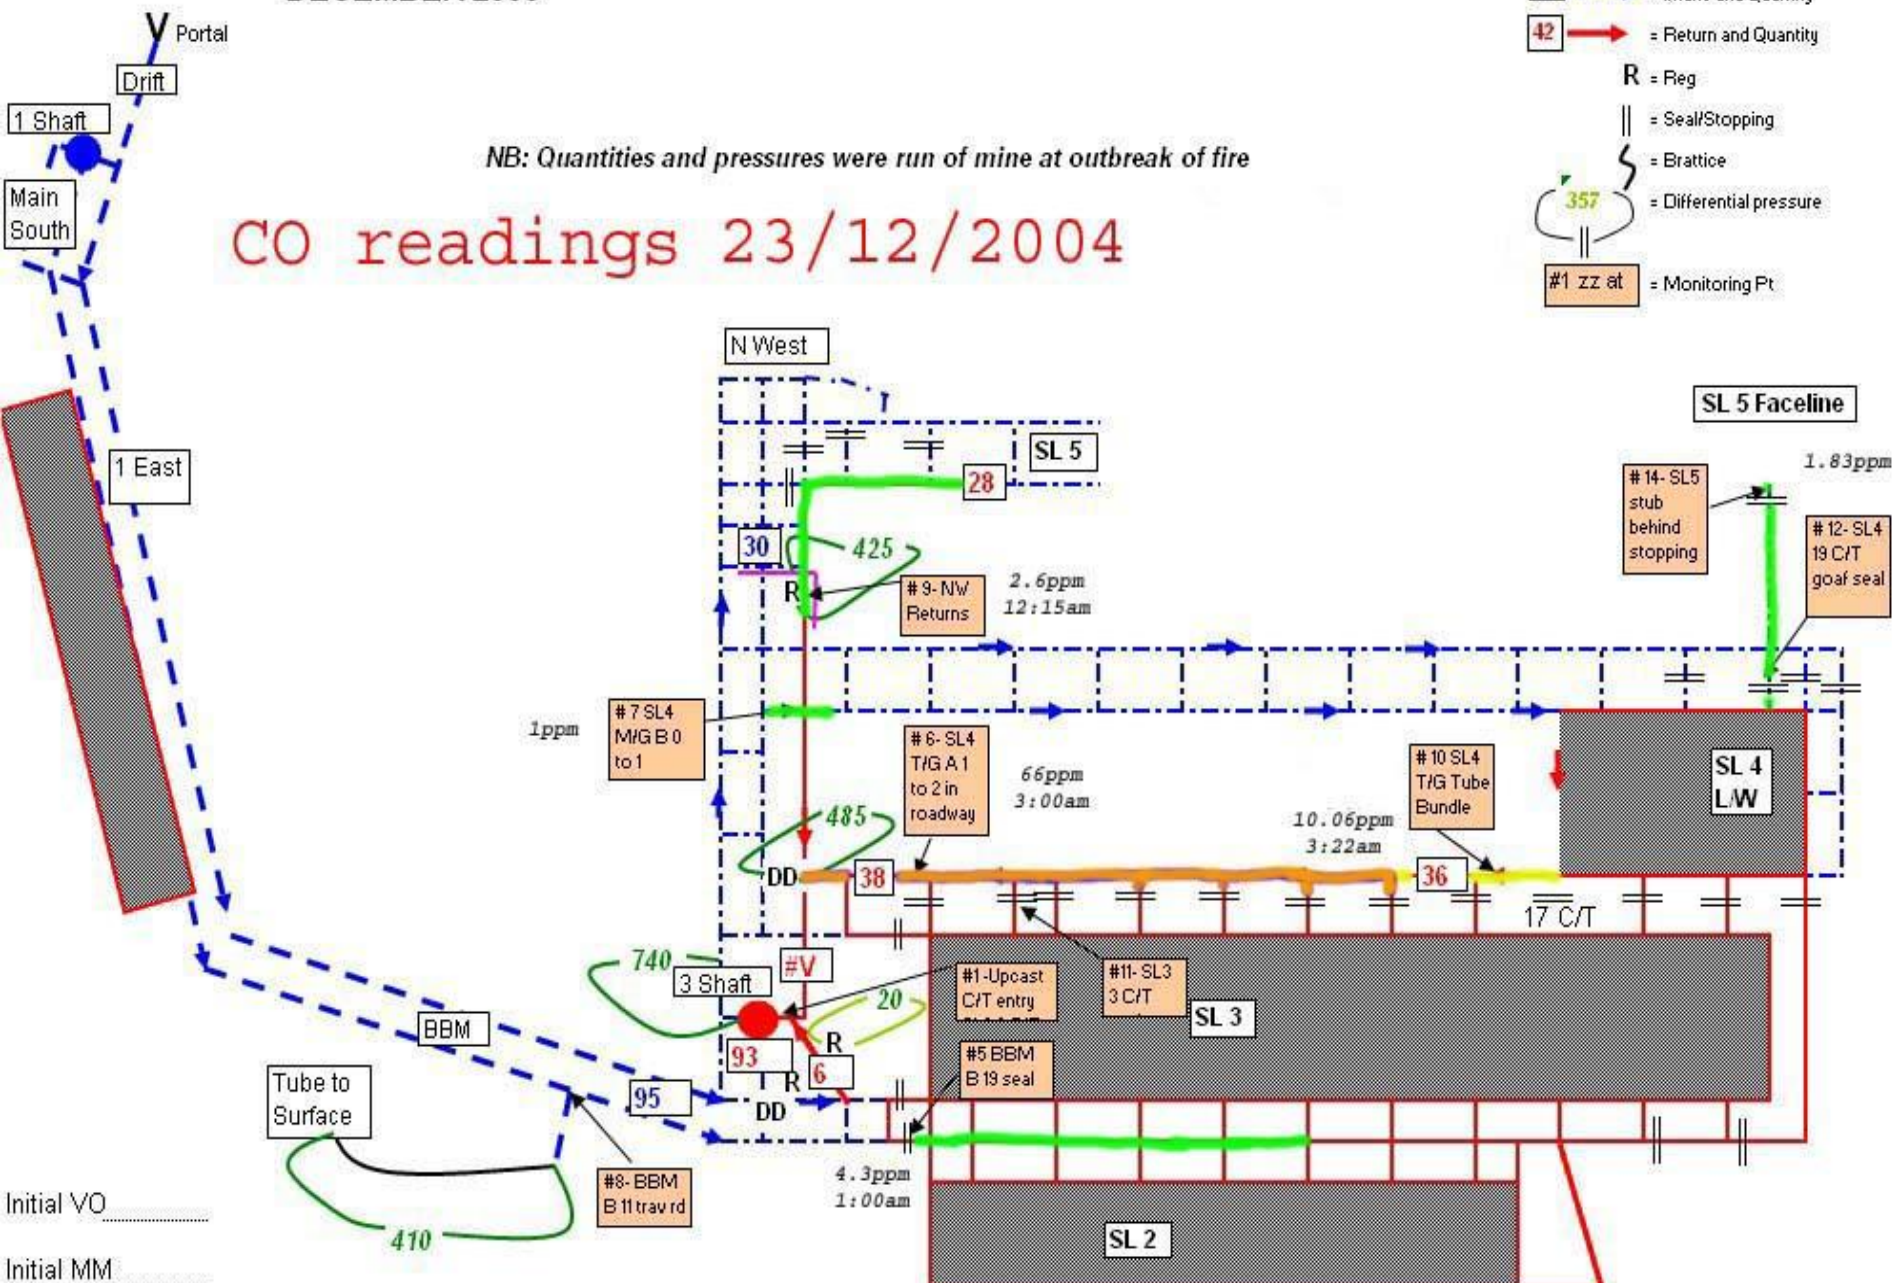 V Portal
Drift
1 Shaft
Main
South
42 = Return and Quantity
R = Reg
= Seal/Stopping
= Brattice
357 = Differential pressure
#1 zz at = Monitoring Pt
NB: Quantities and pressures were run of mine at outbreak of fire
CO readings 23/12/2004
N West
SL 5 Faceline
1 East
SL 5
28
1.83ppm
# 14- SL5
stub
behind
stopping
# 12- SL4
19 C/T
goaf seal
30
425
R
# 9- NW
Returns
2.6ppm
12:15am
1ppm
# 7 SL4
M/G B 0
to 1
# 6- SL4
T/G A 1
to 2 in
roadway
66ppm
3:00am
# 10 SL4
T/G Tube
Bundle
10.06ppm
3:22am
SL 4
L/W
485
DD
38
36
17 C/T
740
3 Shaft
#V
20
#1-Upcast
C/T entry
#11- SL3
3 C/T
SL 3
BBM
93
R
R
6
#5 BBM
B 19 seal
Tube to
Surface
95
DD
#8- BBM
B 11 trav rd
4.3ppm
1:00am
Initial VO
410
SL 2
Initial MM